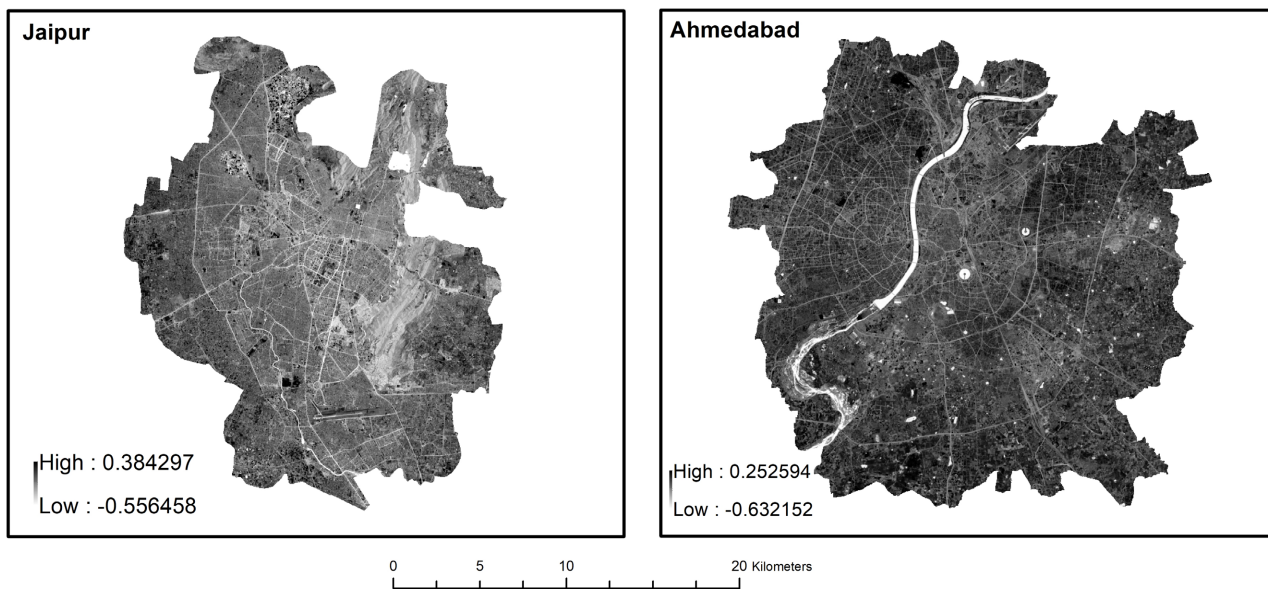 Jaipur
High : 0.384297
Low : -0.556458
Ahmedabad
High : 0.252594
Low : -0.632152
0 5 10 20 Kilometers